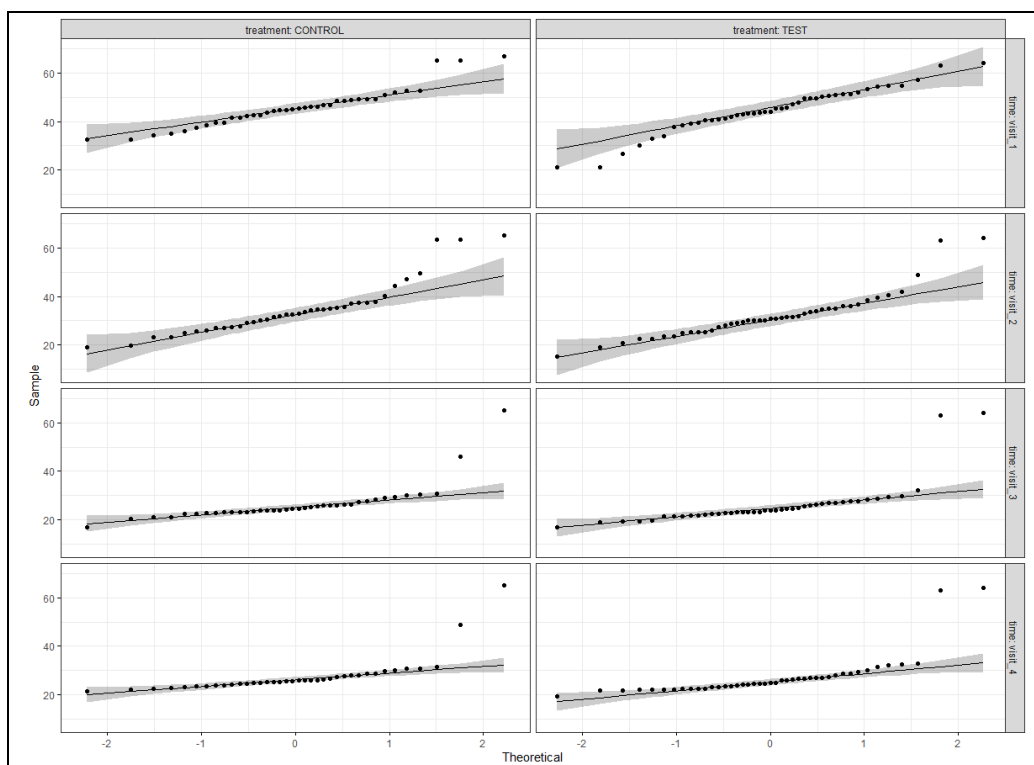 treatment: CONTROL
treatment: TEST
60
40
20
time: visit_1
60
40
20
time: visit_2
Sample
60
40
20
time: visit_3
60
40
20
time: visit_4
-2
-1
0
1
2
-2
-1
0
1
2
Theoretical